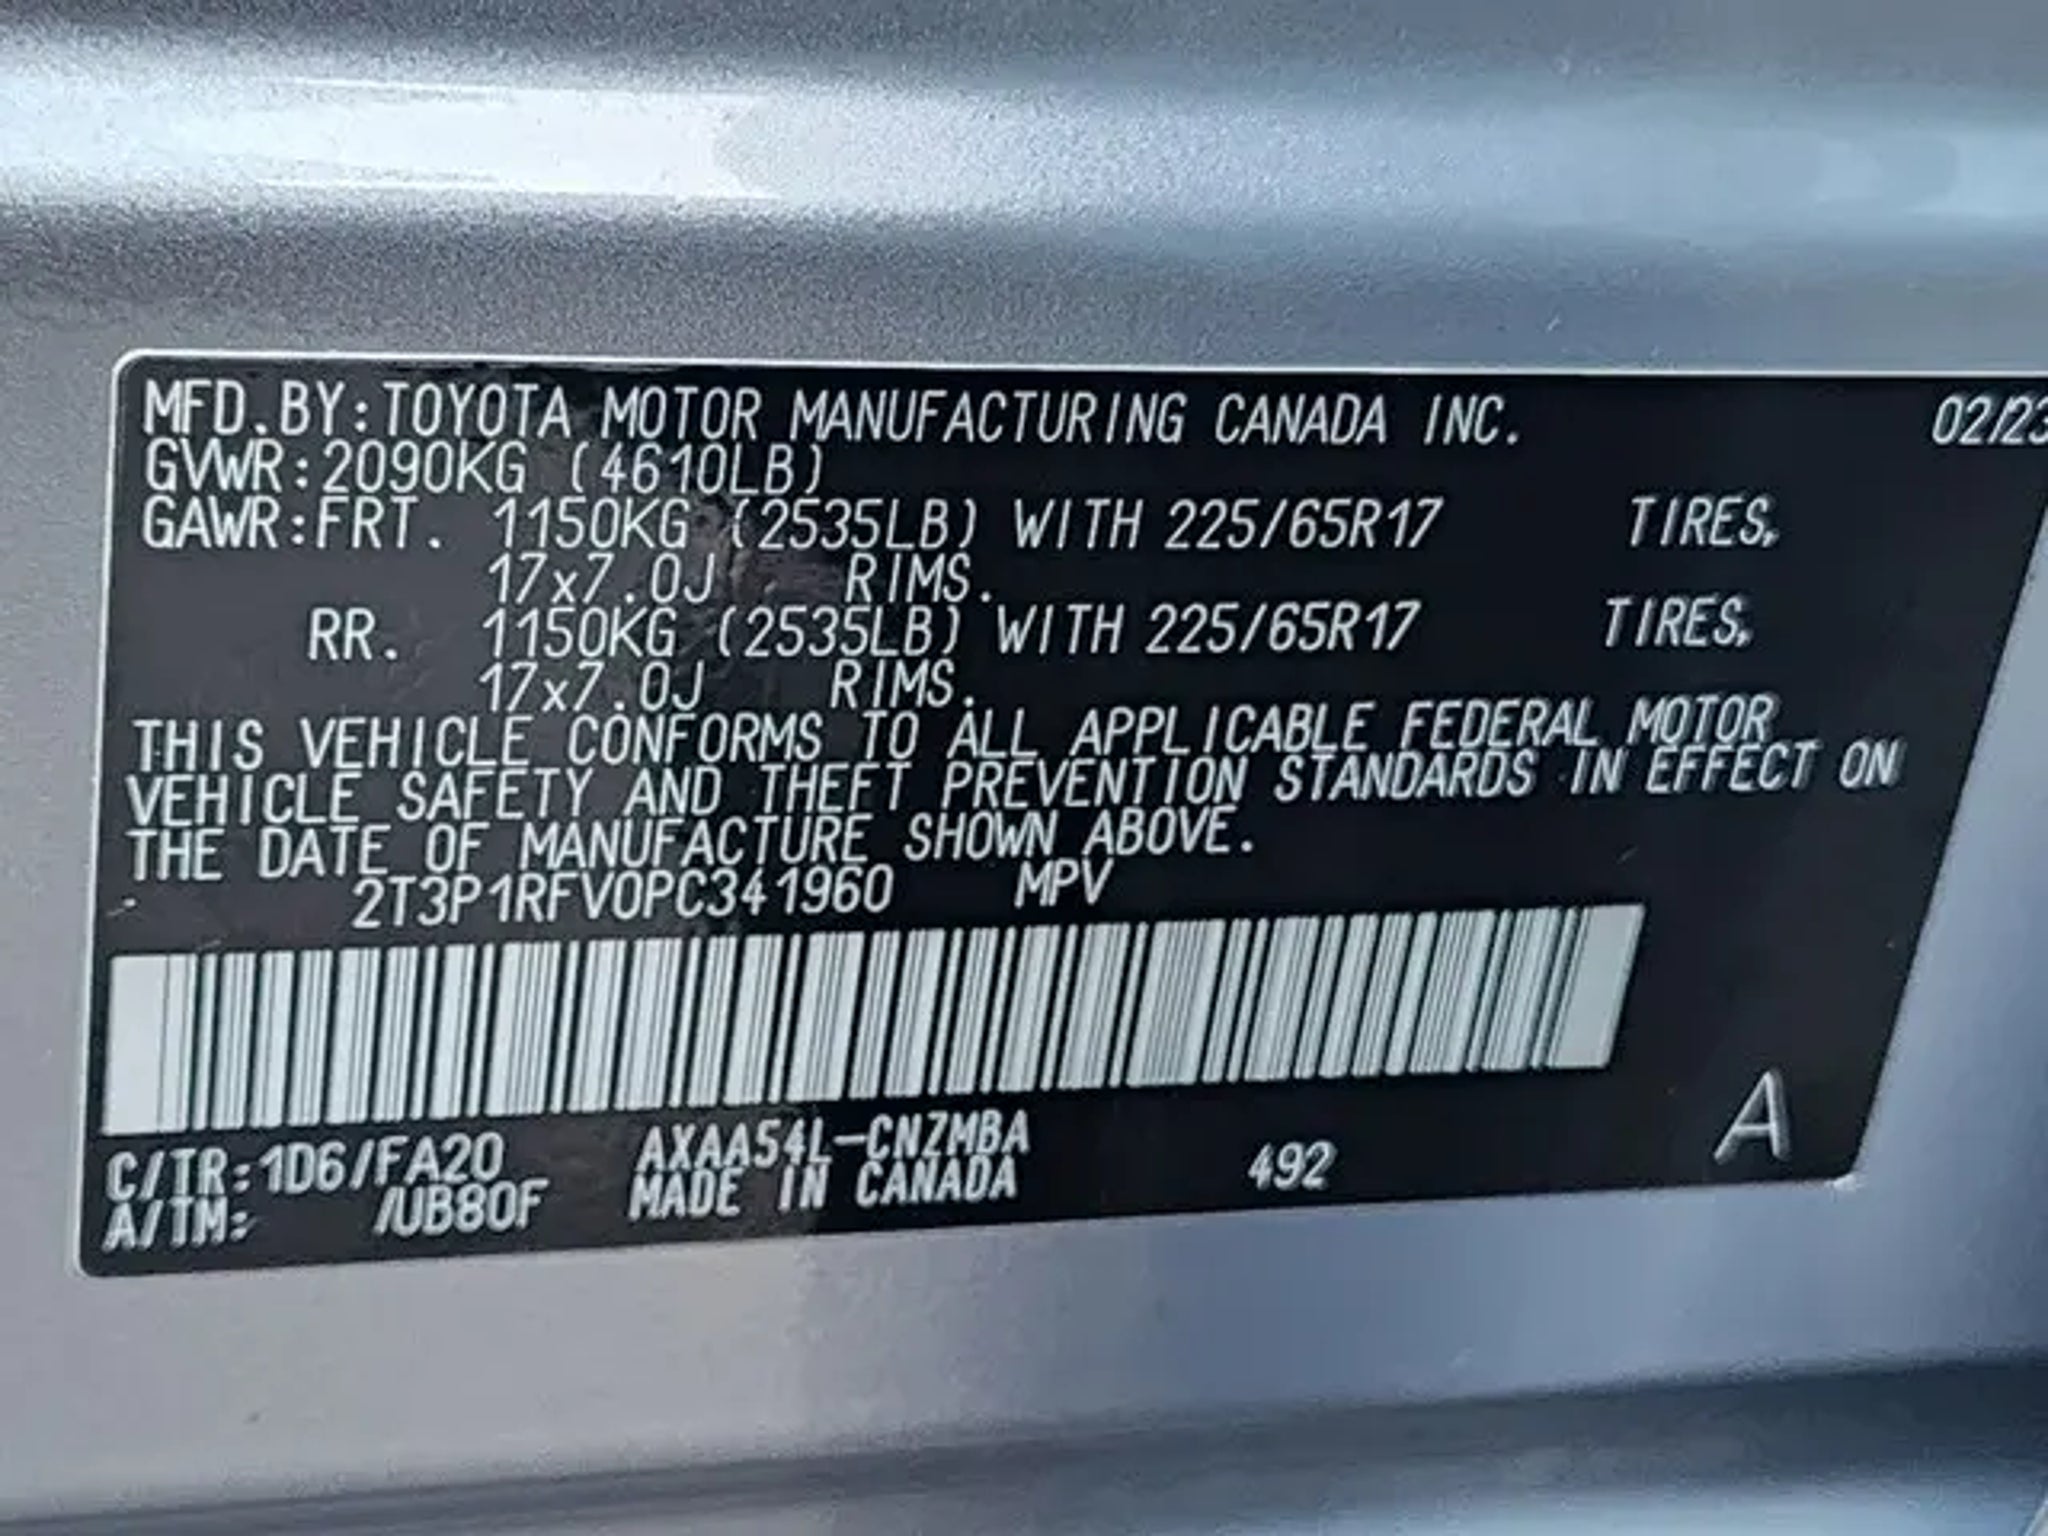 MFD.BY:TOYOTA MOTOR MANUFACTURING CANADA INC. 02/23
GVWR:2090KG (4610LB)
GAWR:FRT. 1150KG (2535LB) WITH 225/65R17 TIRES,
17x7.0J RIMS.
RR. 1150KG (2535LB) WITH 225/65R17 TIRES,
17x7.0J RIMS.
THIS VEHICLE CONFORMS TO ALL APPLICABLE FEDERAL MOTOR
VEHICLE SAFETY AND THEFT PREVENTION STANDARDS IN EFFECT ON
THE DATE OF MANUFACTURE SHOWN ABOVE.
2T3P1RFV0PC341960 MPV
C/TR:1D6/FA20 AXAA54L-CNZMBA 492 A
A/TM: /UB80F MADE IN CANADA